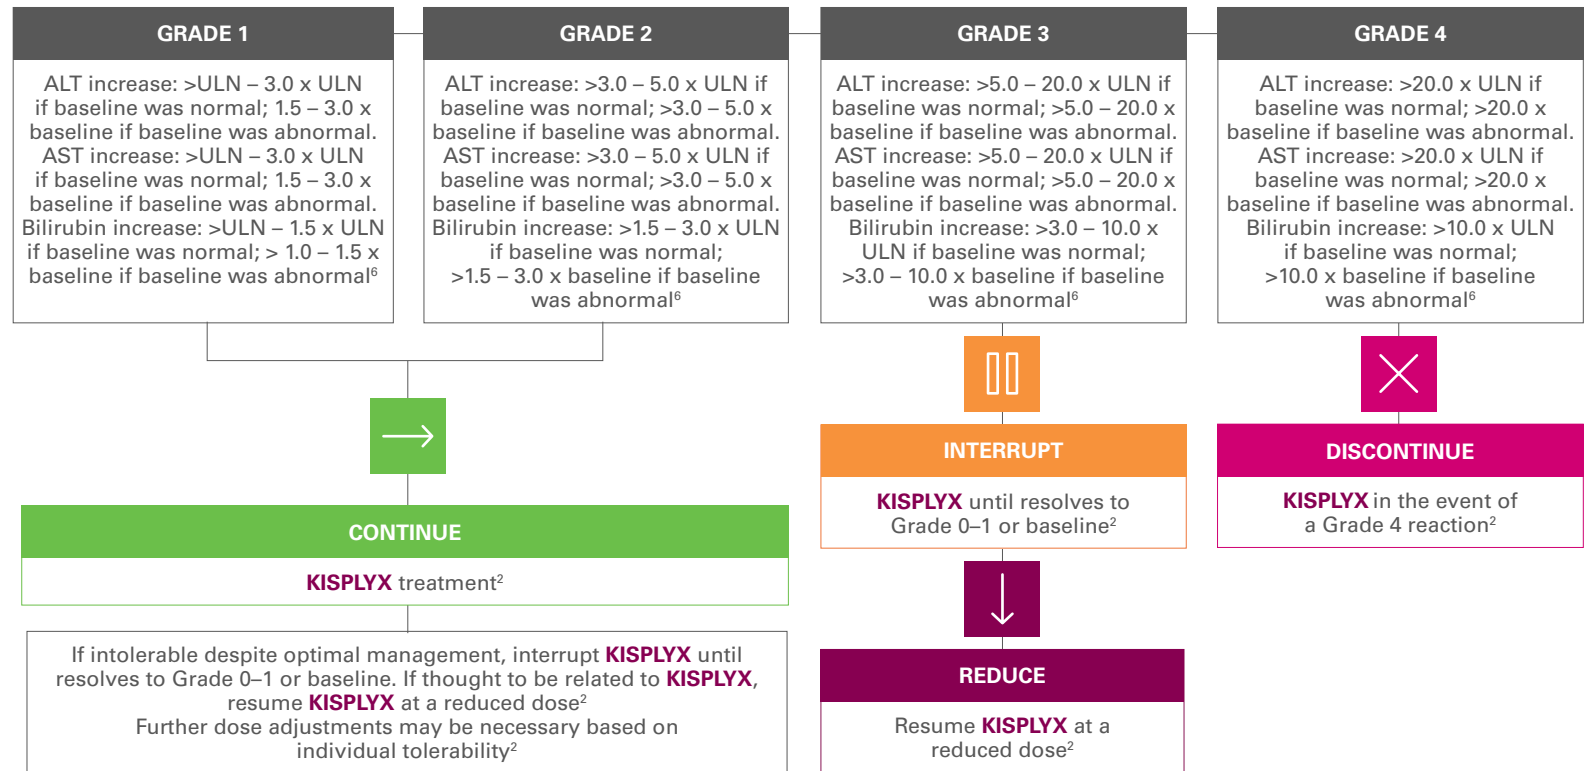 GRADE 1
ALT increase: >ULN – 3.0 x ULN
if baseline was normal; 1.5 – 3.0 x
baseline if baseline was abnormal.
AST increase: >ULN – 3.0 x ULN
if baseline was normal; 1.5 – 3.0 x
baseline if baseline was abnormal.
Bilirubin increase: >ULN – 1.5 x ULN
if baseline was normal; > 1.0 – 1.5 x
baseline if baseline was abnormal⁶
GRADE 2
ALT increase: >3.0 – 5.0 x ULN if
baseline was normal; >3.0 – 5.0 x
baseline if baseline was abnormal.
AST increase: >3.0 – 5.0 x ULN if
baseline was normal; >3.0 – 5.0 x
baseline if baseline was abnormal.
Bilirubin increase: >1.5 – 3.0 x ULN
if baseline was normal;
>1.5 – 3.0 x baseline if baseline
was abnormal⁶
GRADE 3
ALT increase: >5.0 – 20.0 x ULN if
baseline was normal; >5.0 – 20.0 x
baseline if baseline was abnormal.
AST increase: >5.0 – 20.0 x ULN if
baseline was normal; >5.0 – 20.0 x
baseline if baseline was abnormal.
Bilirubin increase: >3.0 – 10.0 x
ULN if baseline was normal;
>3.0 – 10.0 x baseline if baseline
was abnormal⁶
GRADE 4
ALT increase: >20.0 x ULN if
baseline was normal; >20.0 x
baseline if baseline was abnormal.
AST increase: >20.0 x ULN if
baseline was normal; >20.0 x
baseline if baseline was abnormal.
Bilirubin increase: >10.0 x ULN
if baseline was normal;
>10.0 x baseline if baseline
was abnormal⁶
CONTINUE
KISPLYX treatment²
If intolerable despite optimal management, interrupt KISPLYX until
resolves to Grade 0–1 or baseline. If thought to be related to KISPLYX,
resume KISPLYX at a reduced dose²
Further dose adjustments may be necessary based on
individual tolerability²
INTERRUPT
KISPLYX until resolves to
Grade 0–1 or baseline²
REDUCE
Resume KISPLYX at a
reduced dose²
DISCONTINUE
KISPLYX in the event of
a Grade 4 reaction²